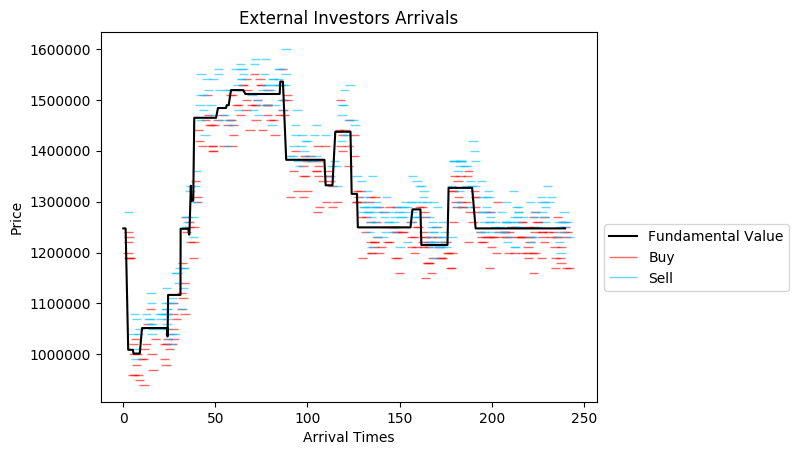 External Investors Arrivals
Price
1600000
1500000
1400000
1300000
1200000
1100000
1000000
0
50
100
150
200
250
Arrival Times
Fundamental Value
Buy
Sell